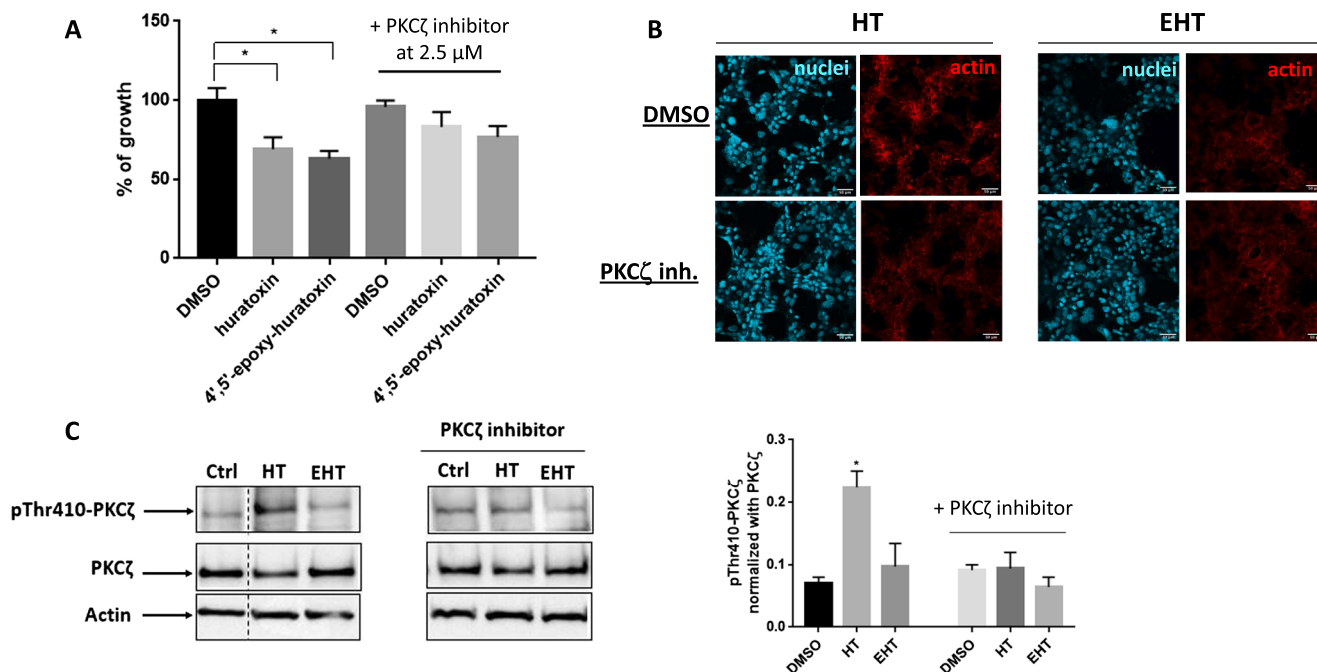 A
150
100
50
0
% of growth
*
*
+ PKCζ inhibitor
at 2.5 µM
DMSO
huratoxin
4',5'-epoxy-huratoxin
DMSO
huratoxin
4',5'-epoxy-huratoxin
B
HT
EHT
nuclei
actin
nuclei
actin
DMSO
PKCζ inh.
C
PKCζ inhibitor
Ctrl
HT
EHT
Ctrl
HT
EHT
pThr410-PKCζ
PKCζ
Actin
pThr410-PKCζ
normalized with PKCζ
0.3
0.2
0.1
0.0
*
+ PKCζ inhibitor
DMSO
HT
EHT
DMSO
HT
EHT